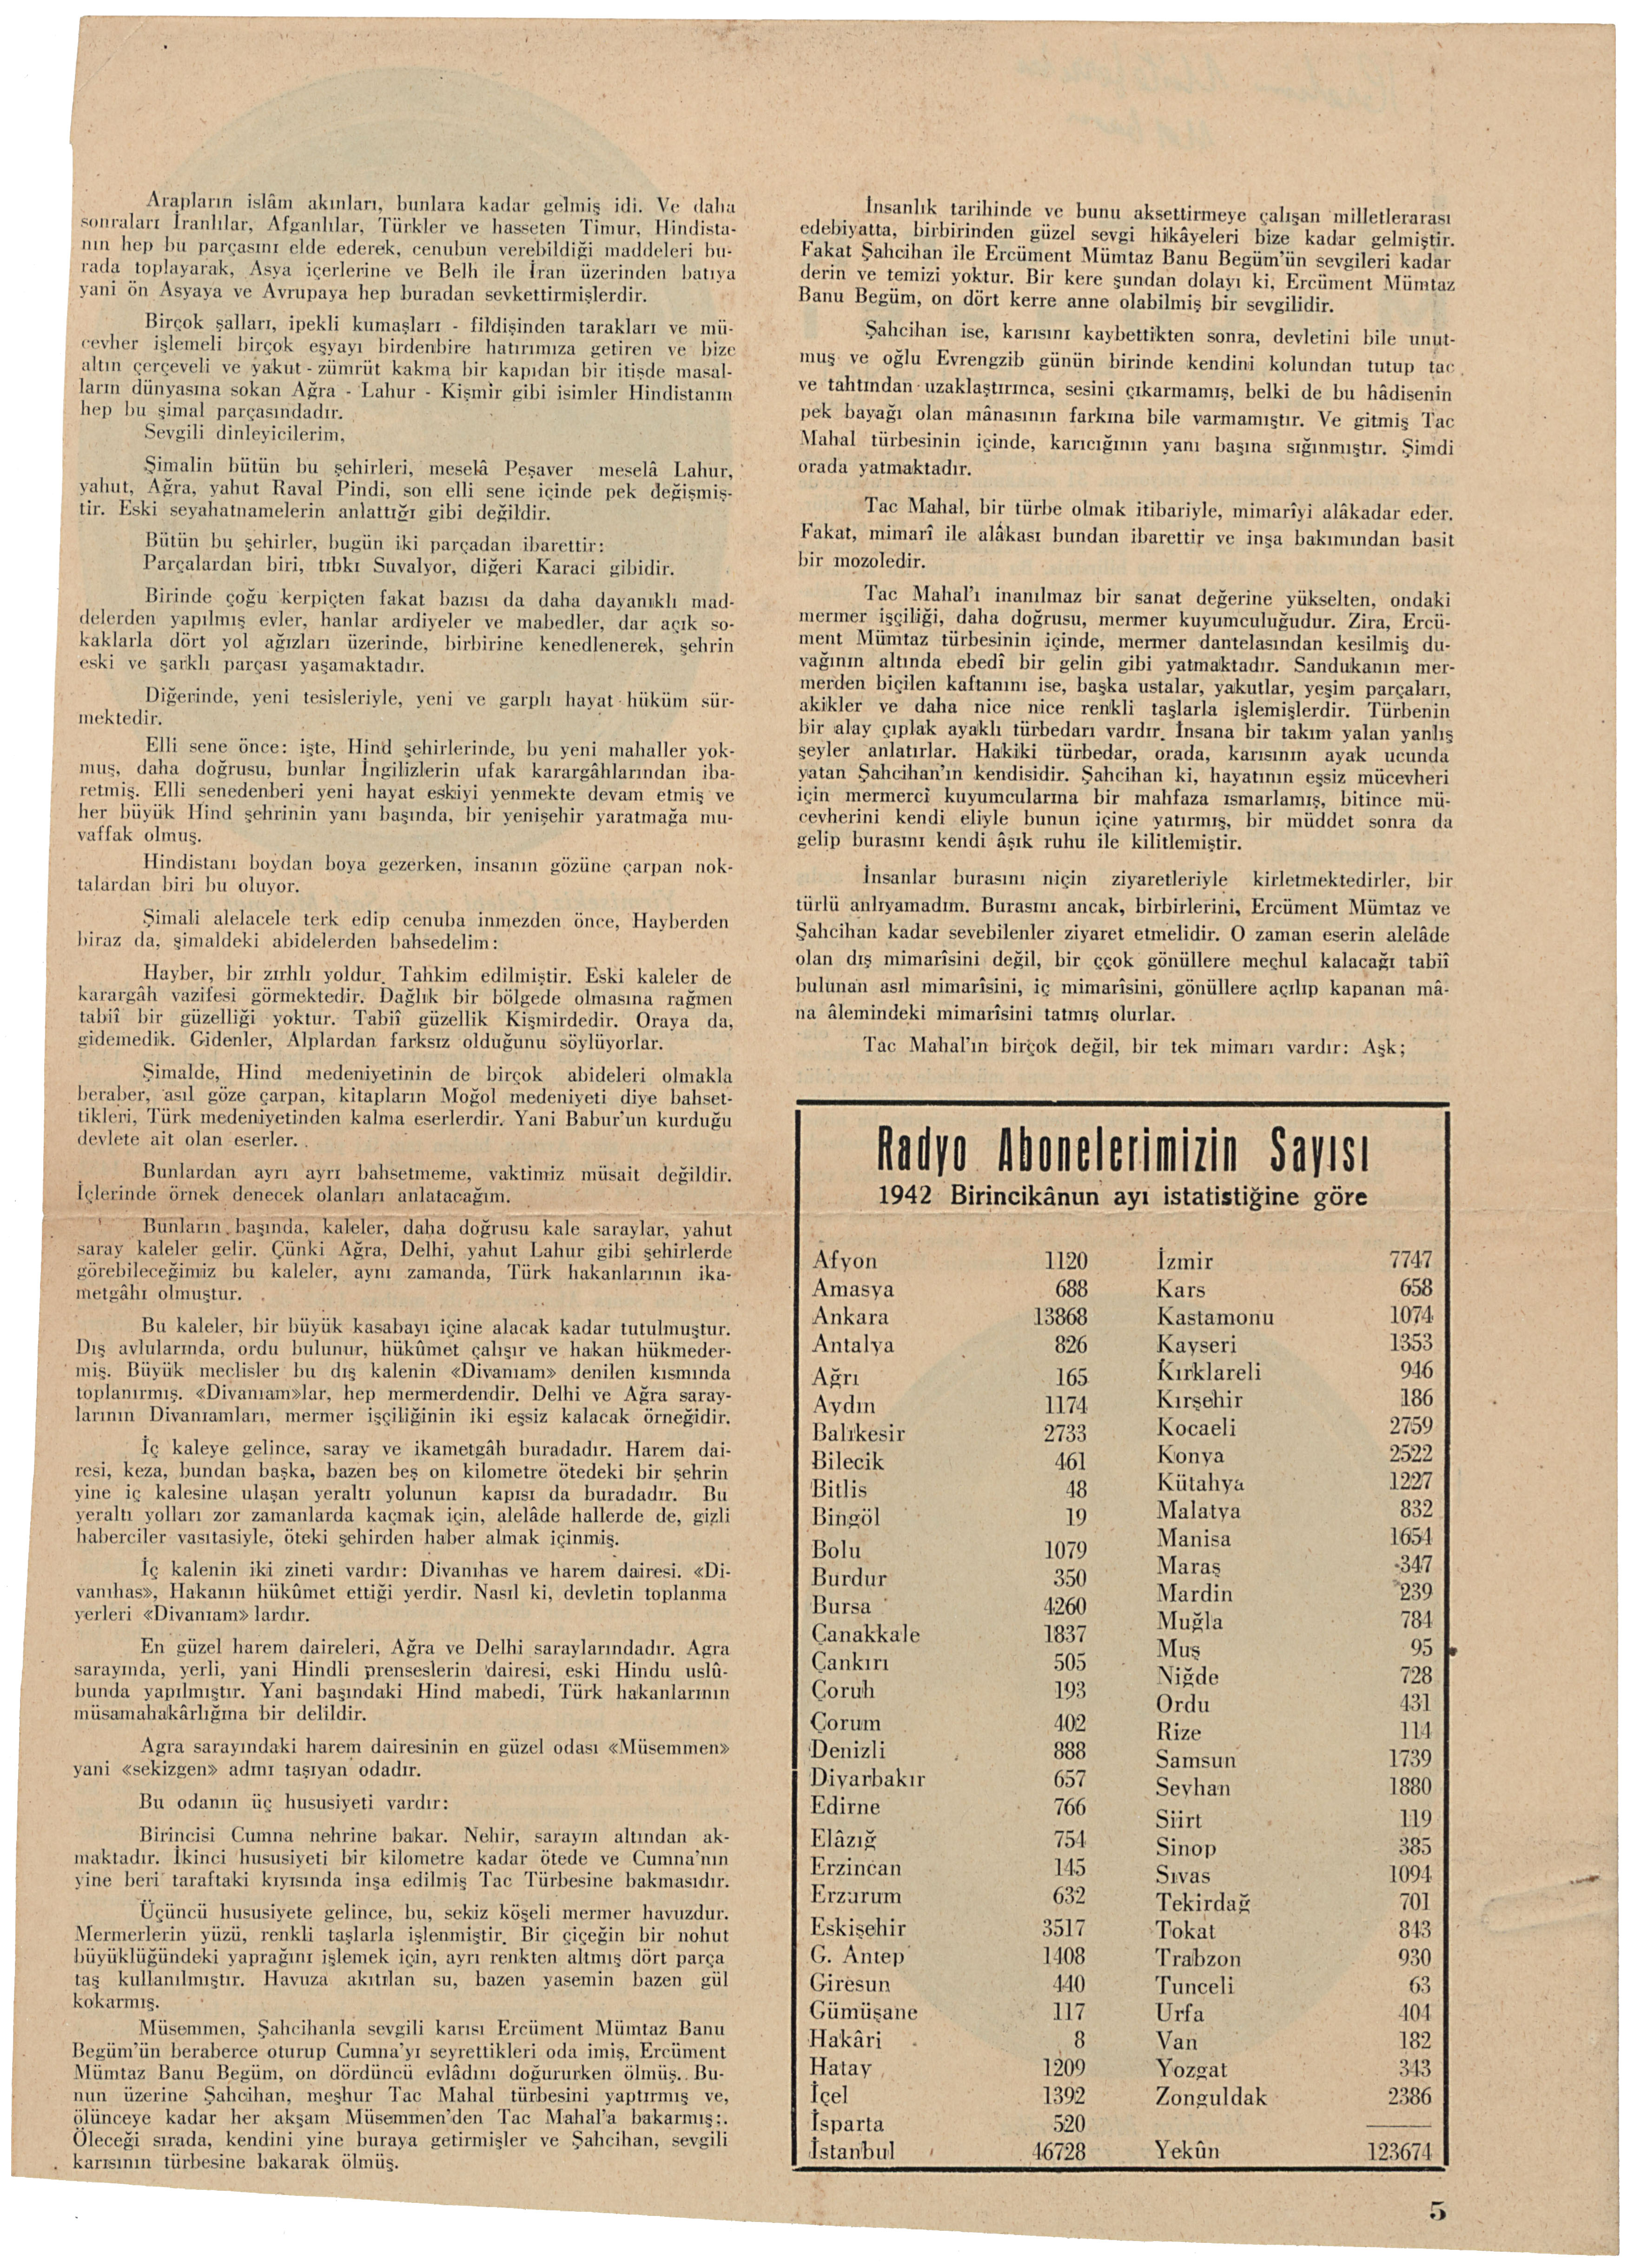 Arapların islâm akınları, bunlara kadar gelmiş idi. Ve daha
sonraları İranlılar, Afganlılar, Türkler ve hasseten Timur, Hindista-
nın hep bu parçasını elde ederek, cenubun verebildiği maddeleri bu-
rada toplayarak, Asya içerlerine ve Belh ile İran üzerinden batıya
yani ön Asyaya ve Avrupaya hep buradan sevkettirmişlerdir.
Birçok şalları, ipekli kumaşları - fildişinden tarakları ve mü-
cevher işlemeli birçok eşyayı birdenbire hatırımıza getiren ve bize
altın çerçeveli ve yakut - zümrüt kakma bir kapıdan bir itişde masal-
ların dünyasına sokan Ağra - Lahur - Kişmir gibi isimler Hindistanın
hep bu şimal parçasındadır.
Sevgili dinleyicilerim,
Şimalin bütün bu şehirleri, meselâ Peşaver meselâ Lahur,
yahut, Ağra, yahut Raval Pindi, son elli sene içinde pek değişmiş-
tir. Eski seyahatnamelerin anlattığı gibi değildir.
Bütün bu şehirler, bugün iki parçadan ibarettir:
Parçalardan biri, tıbkı Suvalyor, diğeri Karaci gibidir.
Birinde çoğu kerpiçten fakat bazısı da daha dayanıklı mad-
delerden yapılmış evler, hanlar ardiyeler ve mabedler, dar açık so-
kaklarla dört yol ağızları üzerinde, birbirine kenedlenerek, şehrin
eski ve şarklı parçası yaşamaktadır.
Diğerinde, yeni tesisleriyle, yeni ve garplı hayat hüküm sür-
mektedir.
Elli sene önce: işte, Hind şehirlerinde, bu yeni mahaller yok-
muş, daha doğrusu, bunlar İngilizlerin ufak karargâhlarından iba-
retmiş. Elli senedenberi yeni hayat eskiyi yenmekte devam etmiş ve
her büyük Hind şehrinin yanı başında, bir yenişehir yaratmağa mu-
vaffak olmuş.
Hindistanı boydan boya gezerken, insanın gözüne çarpan nok-
talardan biri bu oluyor.
Şimali alelacele terk edip cenuba inmezden önce, Hayberden
biraz da, şimaldeki abidelerden bahsedelim:
Hayber, bir zırhlı yoldur. Tahkim edilmiştir. Eski kaleler de
karargâh vazifesi görmektedir. Dağlık bir bölgede olmasına rağmen
tabiî bir güzelliği yoktur. Tabiî güzellik Kişmirdedir. Oraya da,
gidemedik. Gidenler, Alplardan farksız olduğunu söylüyorlar.
Şimalde, Hind medeniyetinin de birçok abideleri olmakla
beraber, asıl göze çarpan, kitapların Moğol medeniyeti diye bahset-
tikleri, Türk medeniyetinden kalma eserlerdir. Yani Babur'un kurduğu
devlete ait olan eserler.
Bunlardan ayrı ayrı bahsetmeme, vaktimiz müsait değildir.
İçlerinde örnek denecek olanları anlatacağım.
Bunların başında, kaleler, daha doğrusu kale saraylar, yahut
saray kaleler gelir. Çünki Ağra, Delhi, yahut Lahur gibi şehirlerde
görebileceğimiz bu kaleler, aynı zamanda, Türk hakanlarının ika-
metgâhı olmuştur.
Bu kaleler, bir büyük kasabayı içine alacak kadar tutulmuştur.
Dış avlularında, ordu bulunur, hükûmet çalışır ve hakan hükmeder-
miş. Büyük meclisler bu dış kalenin «Divanıam» denilen kısmında
toplanırmış. «Divanıam»lar, hep mermerdendir. Delhi ve Ağra saray-
larının Divanıamları, mermer işçiliğinin iki eşsiz kalacak örneğidir.
İç kaleye gelince, saray ve ikametgâh buradadır. Harem dai-
resi, keza, bundan başka, bazen beş on kilometre ötedeki bir şehrin
yine iç kalesine ulaşan yeraltı yolunun kapısı da buradadır. Bu
yeraltı yolları zor zamanlarda kaçmak için, alelâde hallerde de, gizli
haberciler vasıtasiyle, öteki şehirden haber almak içinmiş.
İç kalenin iki zineti vardır: Divanıhas ve harem dairesi. «Di-
vanıhas», Hakanın hükûmet ettiği yerdir. Nasıl ki, devletin toplanma
yerleri «Divanıam» lardır.
En güzel harem daireleri, Ağra ve Delhi saraylarındadır. Agra
sarayında, yerli, yani Hindli prenseslerin dairesi, eski Hindu uslû-
bunda yapılmıştır. Yani başındaki Hind mabedi, Türk hakanlarının
müsamahakârlığına bir delildir.
Agra sarayındaki harem dairesinin en güzel odası «Müsemmen»
yani «sekizgen» adını taşıyan odadır.
Bu odanın üç hususiyeti vardır:
Birincisi Cumna nehrine bakar. Nehir, sarayın altından ak-
maktadır. İkinci hususiyeti bir kilometre kadar ötede ve Cumna'nın
yine beri taraftaki kıyısında inşa edilmiş Tac Türbesine bakmasıdır.
Üçüncü hususiyete gelince, bu, sekiz köşeli mermer havuzdur.
Mermerlerin yüzü, renkli taşlarla işlenmiştir. Bir çiçeğin bir nohut
büyüklüğündeki yaprağını işlemek için, ayrı renkten altmış dört parça
taş kullanılmıştır. Havuza akıtılan su, bazen yasemin bazen gül
kokarmış.
Müsemmen, Şahcihanla sevgili karısı Ercüment Mümtaz Banu
Begüm'ün beraberce oturup Cumna'yı seyrettikleri oda imiş, Ercüment
Mümtaz Banu Begüm, on dördüncü evlâdını doğururken ölmüş.. Bu-
nun üzerine Şahcihan, meşhur Tac Mahal türbesini yaptırmış ve,
ölünceye kadar her akşam Müsemmen'den Tac Mahal'a bakarmış;.
Öleceği sırada, kendini yine buraya getirmişler ve Şahcihan, sevgili
karısının türbesine bakarak ölmüş.
İnsanlık tarihinde ve bunu aksettirmeye çalışan milletlerarası
edebiyatta, birbirinden güzel sevgi hikâyeleri bize kadar gelmiştir.
Fakat Şahcihan ile Ercüment Mümtaz Banu Begüm'ün sevgileri kadar
derin ve temizi yoktur. Bir kere şundan dolayı ki, Ercüment Mümtaz
Banu Begüm, on dört kerre anne olabilmiş bir sevgilidir.
Şahcihan ise, karısını kaybettikten sonra, devletini bile unut-
muş ve oğlu Evrengzib günün birinde kendini kolundan tutup tac
ve tahtından uzaklaştırınca, sesini çıkarmamış, belki de bu hâdisenin
pek bayağı olan mânasının farkına bile varmamıştır. Ve gitmiş Tac
Mahal türbesinin içinde, karıcığının yanı başına sığınmıştır. Şimdi
orada yatmaktadır.
Tac Mahal, bir türbe olmak itibariyle, mimarîyi alâkadar eder.
Fakat, mimarî ile alâkası bundan ibarettir ve inşa bakımından basit
bir mozoledir.
Tac Mahal'ı inanılmaz bir sanat değerine yükselten, ondaki
mermer işçiliği, daha doğrusu, mermer kuyumculuğudur. Zira, Ercü-
ment Mümtaz türbesinin içinde, mermer dantelasından kesilmiş du-
vağının altında ebedî bir gelin gibi yatmaktadır. Sandukanın mer-
merden biçilen kaftanını ise, başka ustalar, yakutlar, yeşim parçaları,
akikler ve daha nice nice renkli taşlarla işlemişlerdir. Türbenin
bir alay çıplak ayaklı türbedarı vardır. İnsana bir takım yalan yanlış
şeyler anlatırlar. Hakiki türbedar, orada, karısının ayak ucunda
yatan Şahcihan'ın kendisidir. Şahcihan ki, hayatının eşsiz mücevheri
için mermerci kuyumcularına bir mahfaza ısmarlamış, bitince mü-
cevherini kendi eliyle bunun içine yatırmış, bir müddet sonra da
gelip burasını kendi âşık ruhu ile kilitlemiştir.
İnsanlar burasını niçin ziyaretleriyle kirletmektedirler, bir
türlü anlıyamadım. Burasını ancak, birbirlerini, Ercüment Mümtaz ve
Şahcihan kadar sevebilenler ziyaret etmelidir. O zaman eserin alelâde
olan dış mimarîsini değil, bir ççok gönüllere meçhul kalacağı tabiî
bulunan asıl mimarîsini, iç mimarîsini, gönüllere açılıp kapanan mâ-
na âlemindeki mimarîsini tatmış olurlar.
Tac Mahal'ın birçok değil, bir tek mimarı vardır: Aşk;
Radyo Abonelerimizin Sayısı
1942 Birincikânun ayı istatistiğine göre
Afyon 1120
Amasya 688
Ankara 13868
Antalya 826
Ağrı 165
Aydın 1174
Balıkesir 2733
Bilecik 461
Bitlis 48
Bingöl 19
Bolu 1079
Burdur 350
Bursa 4260
Çanakkale 1837
Çankırı 505
Çoruh 193
Çorum 402
Denizli 888
Diyarbakır 657
Edirne 766
Elâzığ 754
Erzincan 145
Erzurum 632
Eskişehir 3517
G. Antep 1408
Giresun 440
Gümüşane 117
Hakâri 8
Hatay 1209
İçel 1392
Isparta 520
İstanbul 46728
İzmir 7747
Kars 658
Kastamonu 1074
Kayseri 1353
Kırklareli 946
Kırşehir 186
Kocaeli 2759
Konya 2522
Kütahya 1227
Malatya 832
Manisa 1654
Maraş 347
Mardin 239
Muğla 784
Muş 95
Niğde 728
Ordu 431
Rize 114
Samsun 1739
Seyhan 1880
Siirt 119
Sinop 385
Sıvas 1094
Tekirdağ 701
Tokat 843
Trabzon 930
Tunceli 63
Urfa 404
Van 182
Yozgat 343
Zonguldak 2386
Yekûn 123674
5